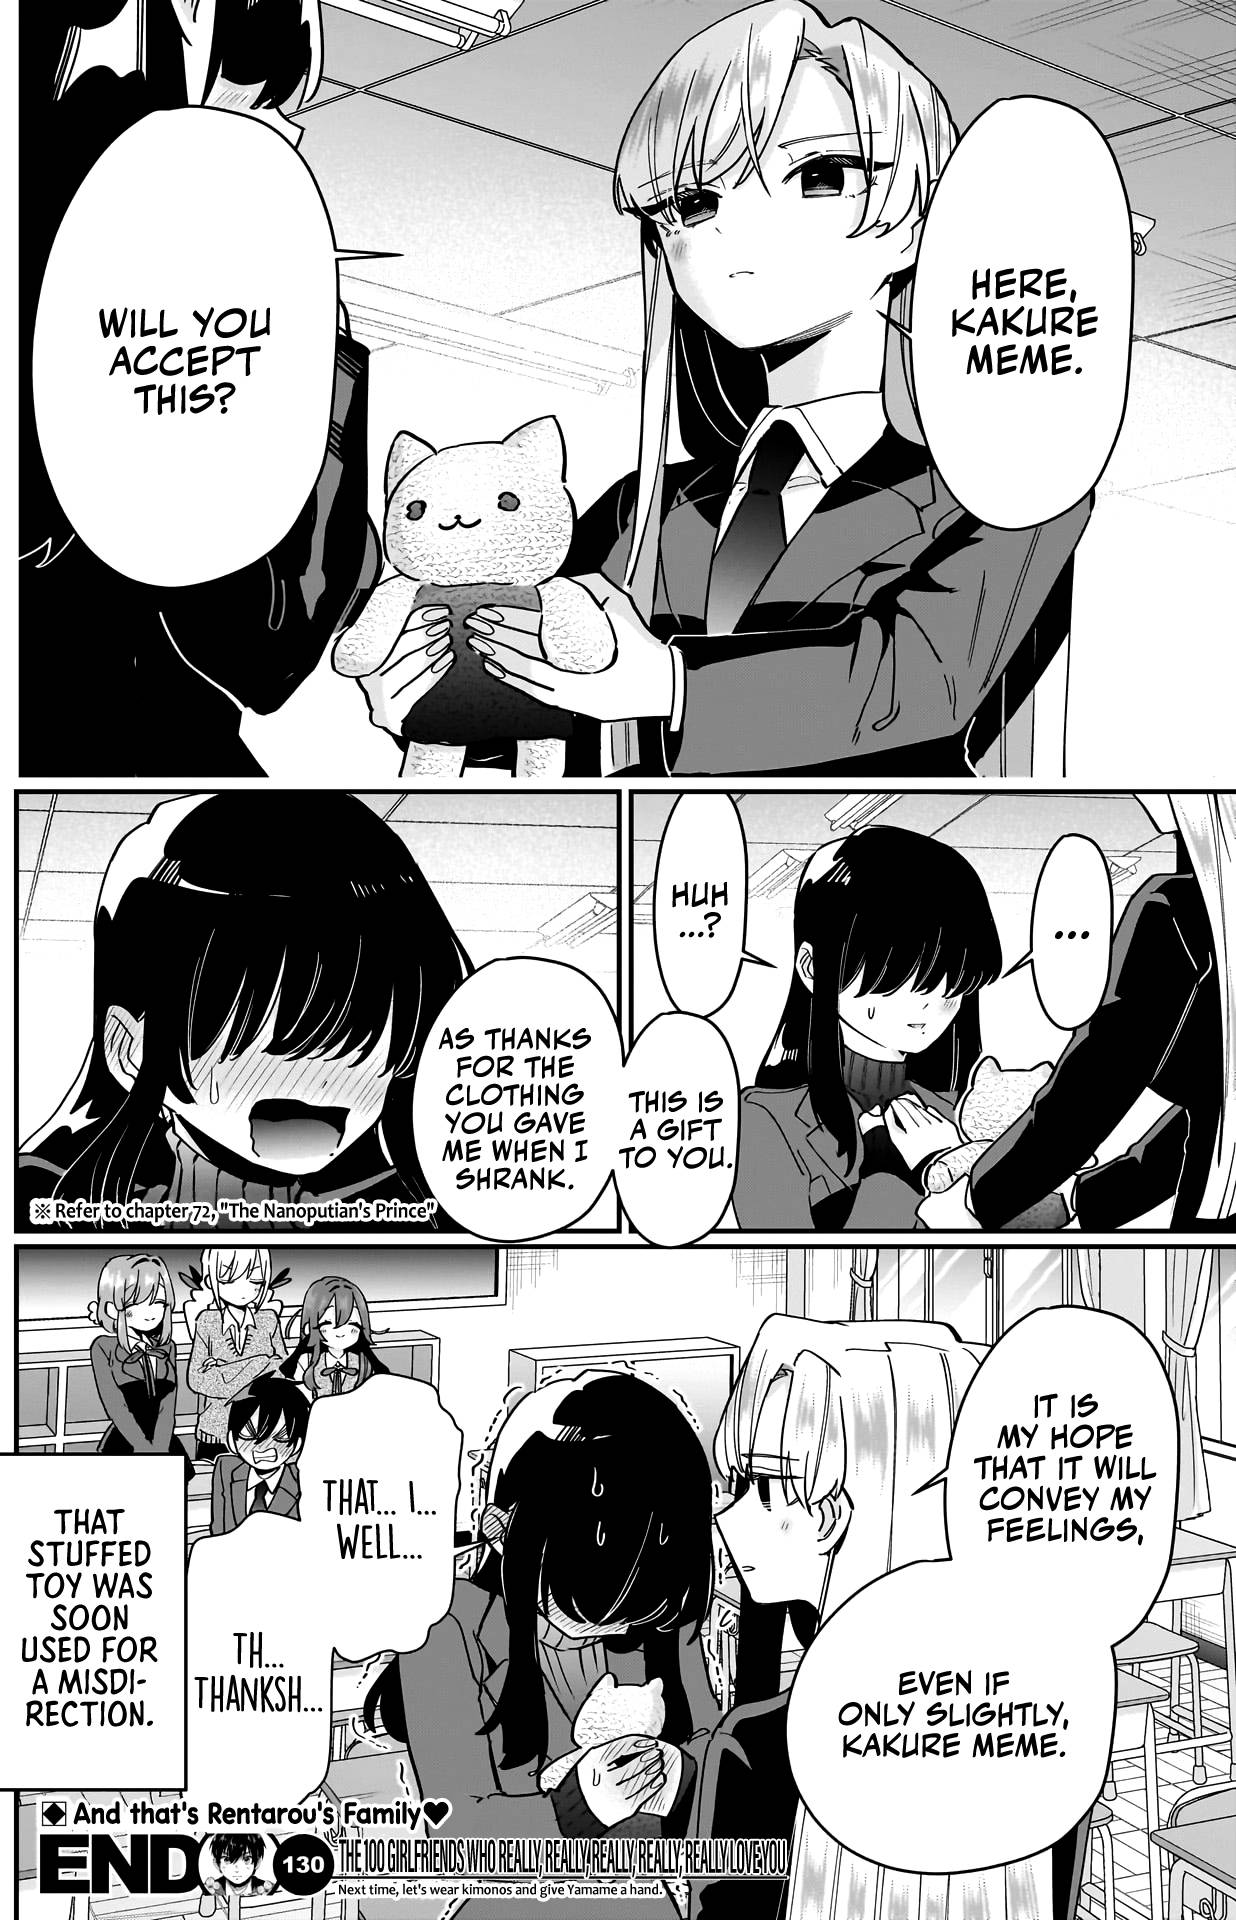 HERE,
KAKURE
MEME.
WILL YOU
ACCEPT
THIS?
...
HUH
...?
THIS IS
A GIFT
TO YOU.
AS THANKS
FOR THE
CLOTHING
YOU GAVE
ME WHEN I
SHRANK.
※ Refer to chapter 72, "The Nanoputian's Prince"
IT IS
MY HOPE
THAT IT WILL
CONVEY MY
FEELINGS,
EVEN IF
ONLY SLIGHTLY,
KAKURE MEME.
THAT... I...
WELL...
TH...
THANKSH...
THAT
STUFFED
TOY WAS
SOON
USED FOR
A MISDI-
RECTION.
And that's Rentarou's Family♥
END 130 THE 100 GIRLFRIENDS WHO REALLY, REALLY, REALLY, REALLY, REALLY LOVE YOU
Next time, let's wear kimonos and give Yamame a hand.